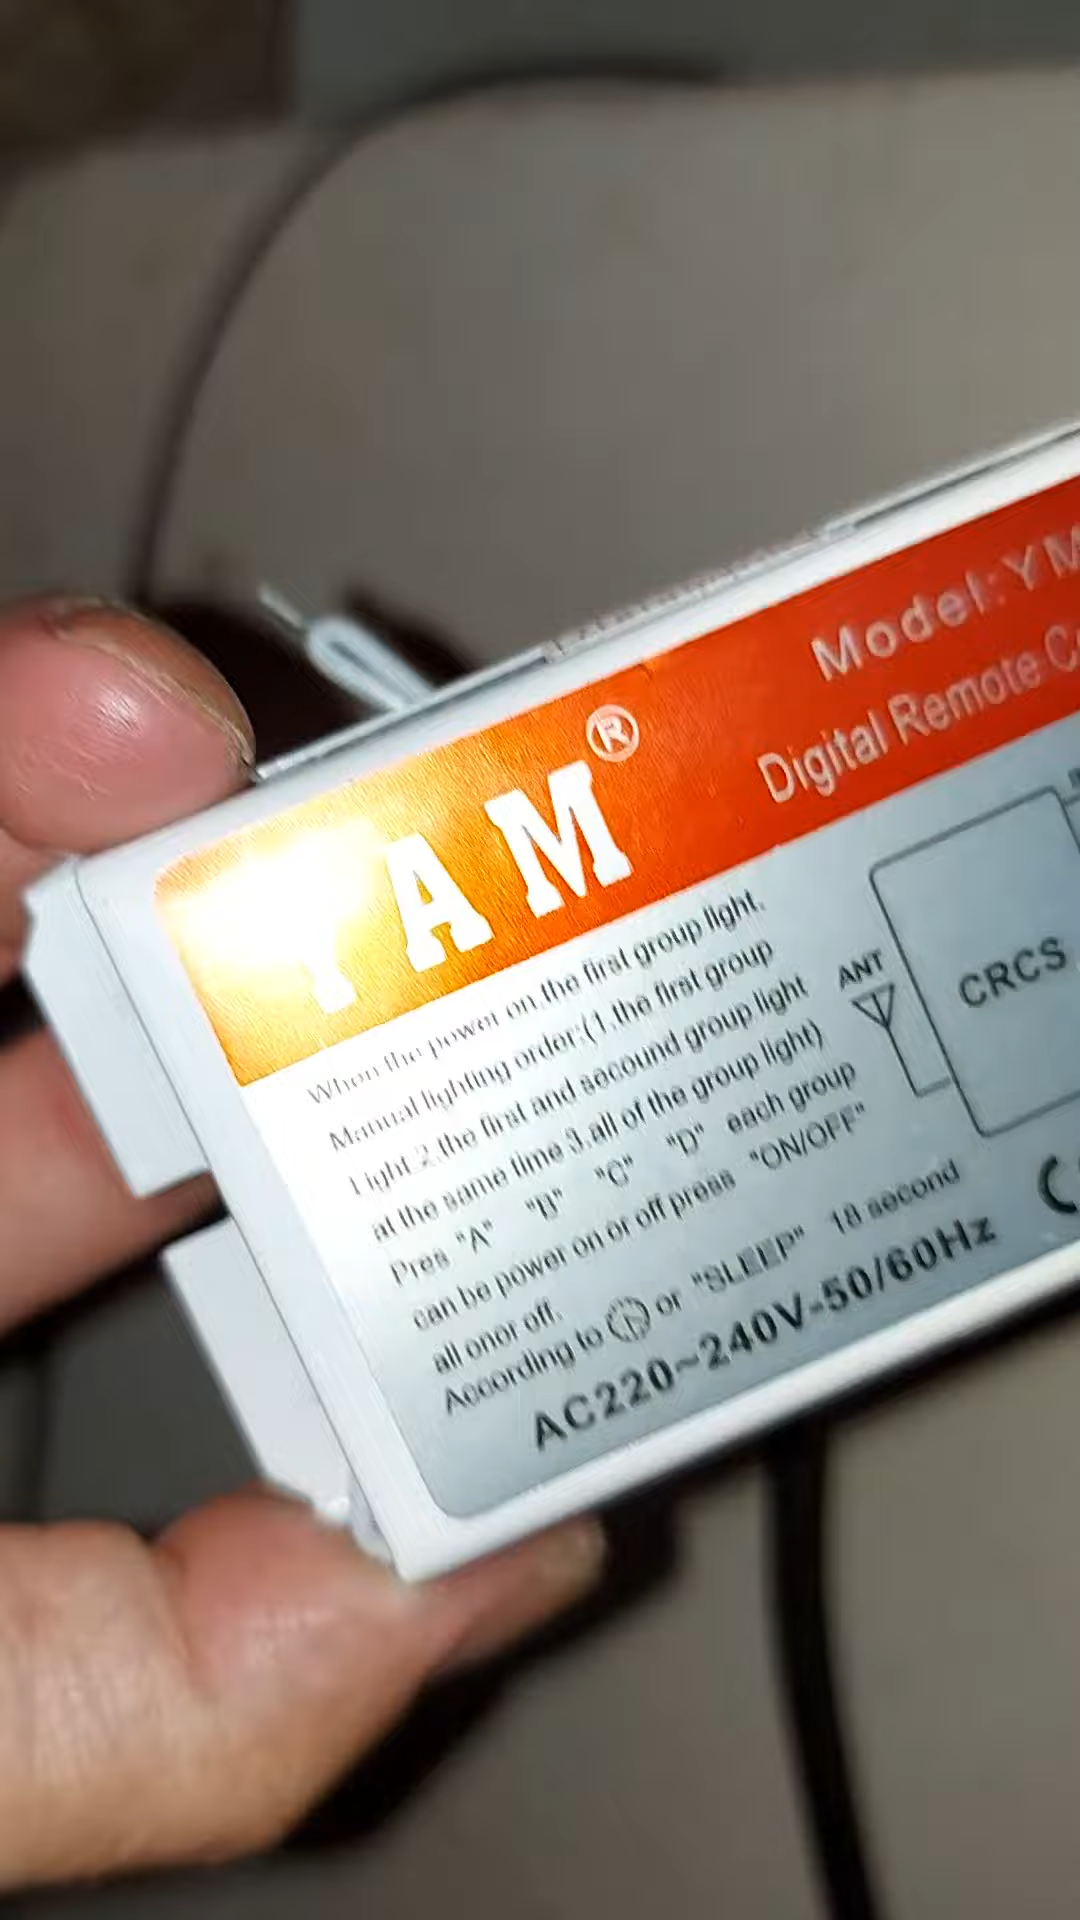 YAM®
Model:YM
Digital Remote Co
When the power on the first group light.
Manual lighting order:(1.the first group
Light.2.the first and secound group light
at the same time 3.all of the group light)
Pres "A" "B" "C" "D" each group
can be power on or off press "ON/OFF"
all onor off.
According to or "SLEEP" 18 second
AC220~240V-50/60Hz
ANT
CRCS